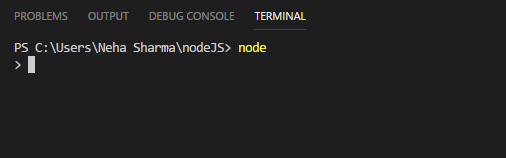 PROBLEMS OUTPUT DEBUG CONSOLE TERMINAL
PS C:\Users\Neha Sharma\nodeJS> node
>